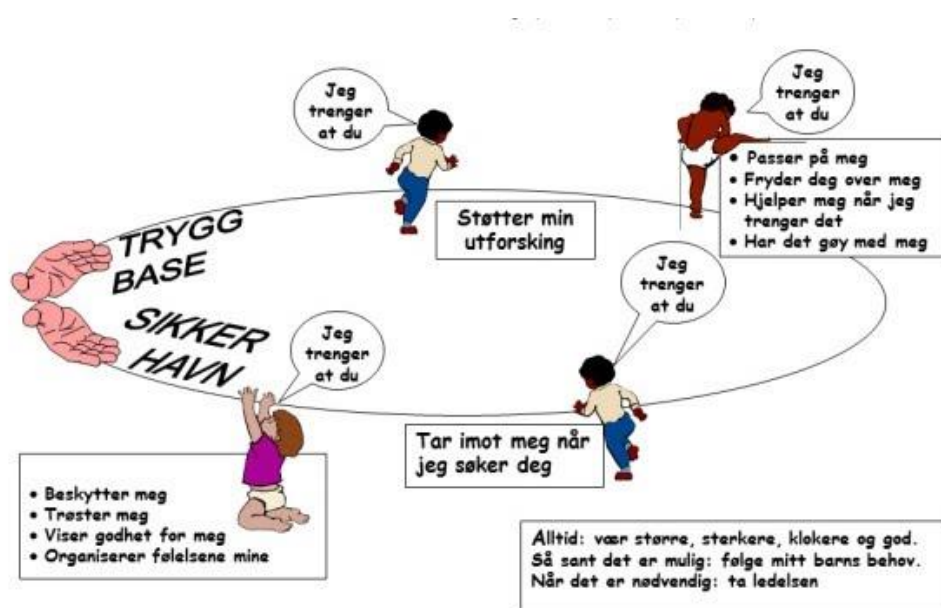 Jeg
trenger
at du
Jeg
trenger
at du
• Passer på meg
• Fryder deg over meg
• Hjelper meg når jeg
trenger det
• Har det gøy med meg
Støtter min
utforsking
TRYGG
BASE
SIKKER
HAVN
Jeg
trenger
at du
Jeg
trenger
at du
Tar imot meg når
jeg søker deg
• Beskytter meg
• Trøster meg
• Viser godhet for meg
• Organiserer følelsene mine
Alltid: vær større, sterkere, klokere og god.
Så sant det er mulig: følge mitt barns behov.
Når det er nødvendig: ta ledelsen